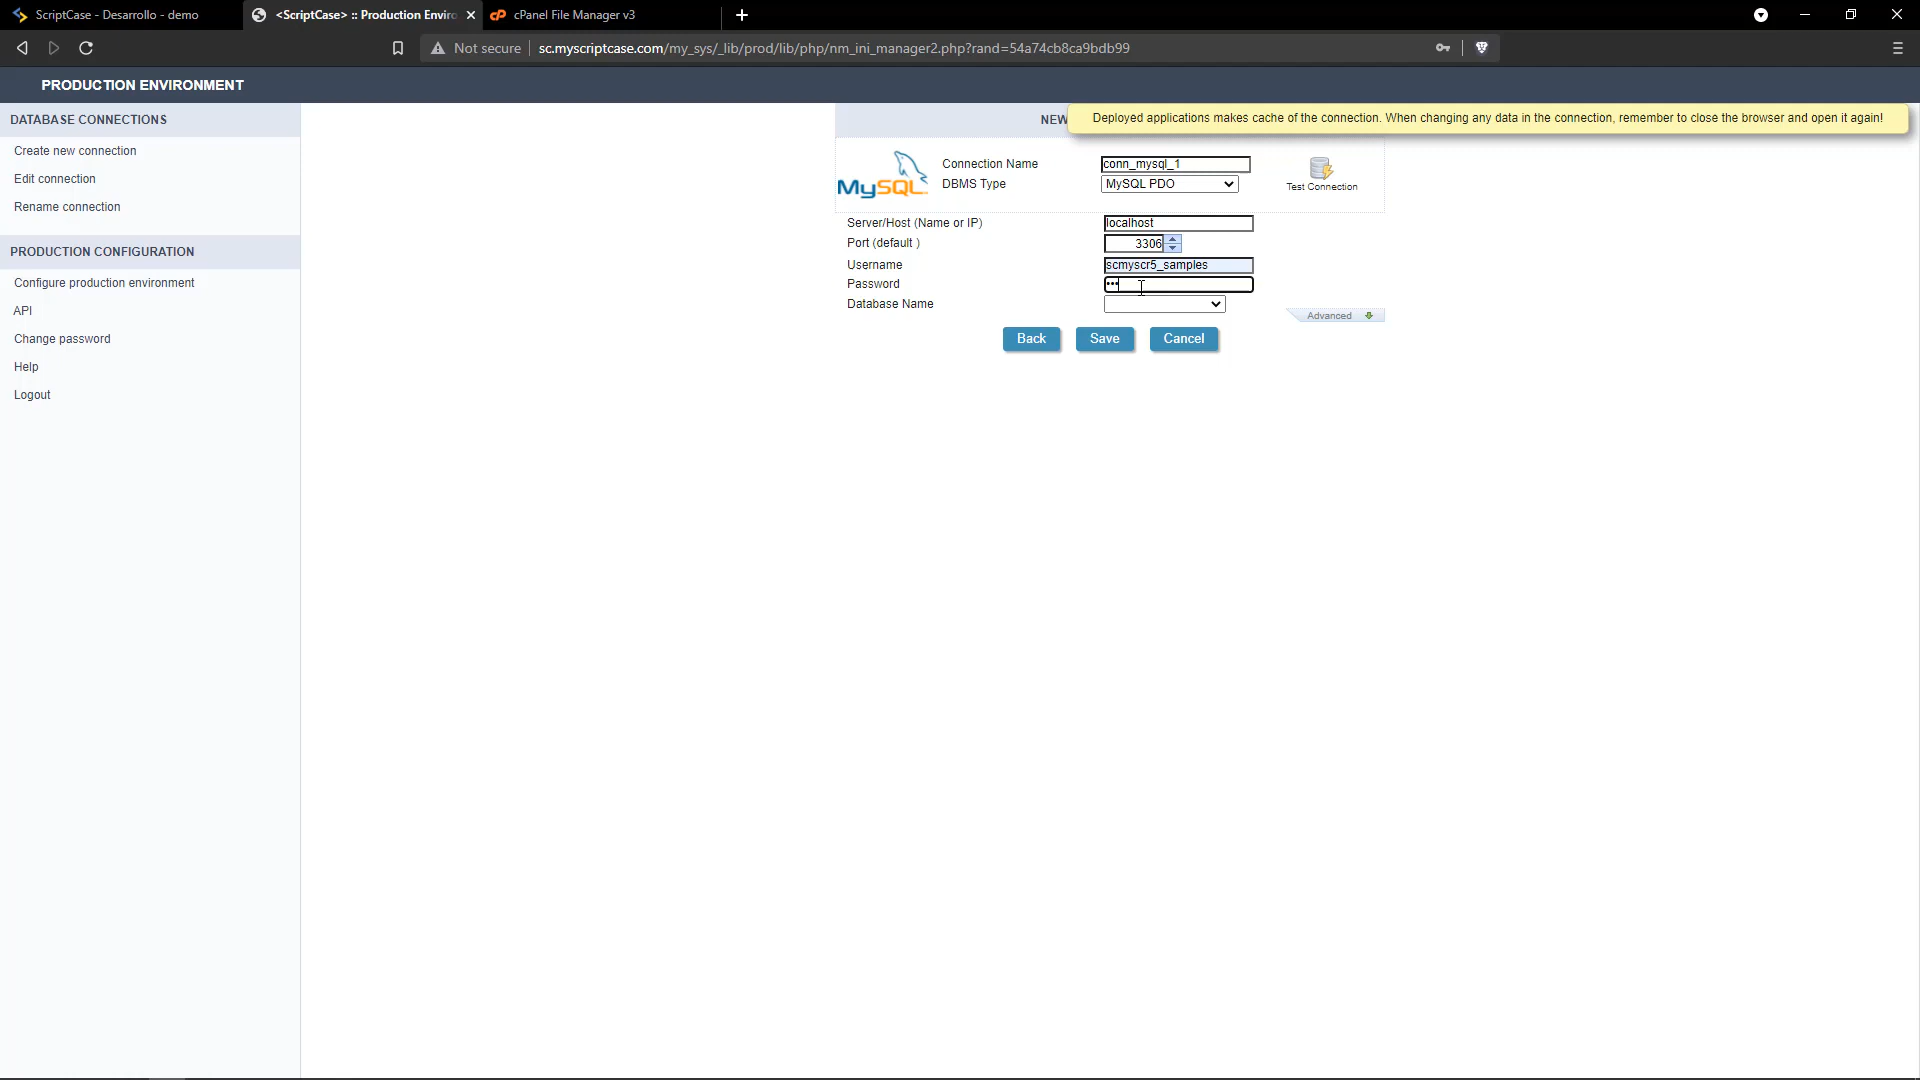 ScriptCase - Desarrollo - demo
<ScriptCase> :: Production Enviro
cPanel File Manager v3
Not secure
sc.myscriptcase.com/my_sys/_lib/prod/lib/php/nm_ini_manager2.php?rand=54a74cb8ca9bdb99
PRODUCTION ENVIRONMENT
DATABASE CONNECTIONS
Create new connection
Edit connection
Rename connection
PRODUCTION CONFIGURATION
Configure production environment
API
Change password
Help
Logout
NEW
Deployed applications makes cache of the connection. When changing any data in the connection, remember to close the browser and open it again!
MySQL
Connection Name
conn_mysql_1
DBMS Type
MySQL PDO
Test Connection
Server/Host (Name or IP)
localhost
Port (default )
3306
Username
scmyscr5_samples
Password
•••
Database Name
Advanced
Back
Save
Cancel